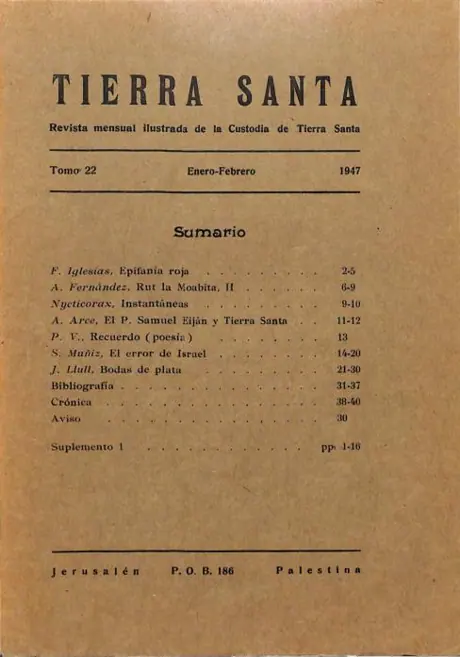 TIERRA SANTA
Revista mensual ilustrada de la Custodia de Tierra Santa
Tomo 22 Enero-Febrero 1947
Sumario
F. Iglesias, Epifanía roja . . . . . . . . . 2-5
A. Fernández, Rut la Moabita, II . . . . . . . 6-9
Nycticorax, Instantáneas . . . . . . . . . 9-10
A. Arce, El P. Samuel Eiján y Tierra Santa . . 11-12
P. V., Recuerdo (poesía) . . . . . . . . . 13
S. Muñiz, El error de Israel . . . . . . . . 14-20
J. Llull, Bodas de plata . . . . . . . . . . 21-30
Bibliografía . . . . . . . . . . . . . . 31-37
Crónica . . . . . . . . . . . . . . . 38-40
Aviso . . . . . . . . . . . . . . 30
Suplemento 1 . . . . . . . . . . . . pp. 1-16
Jerusalén P. O. B. 186 Palestina